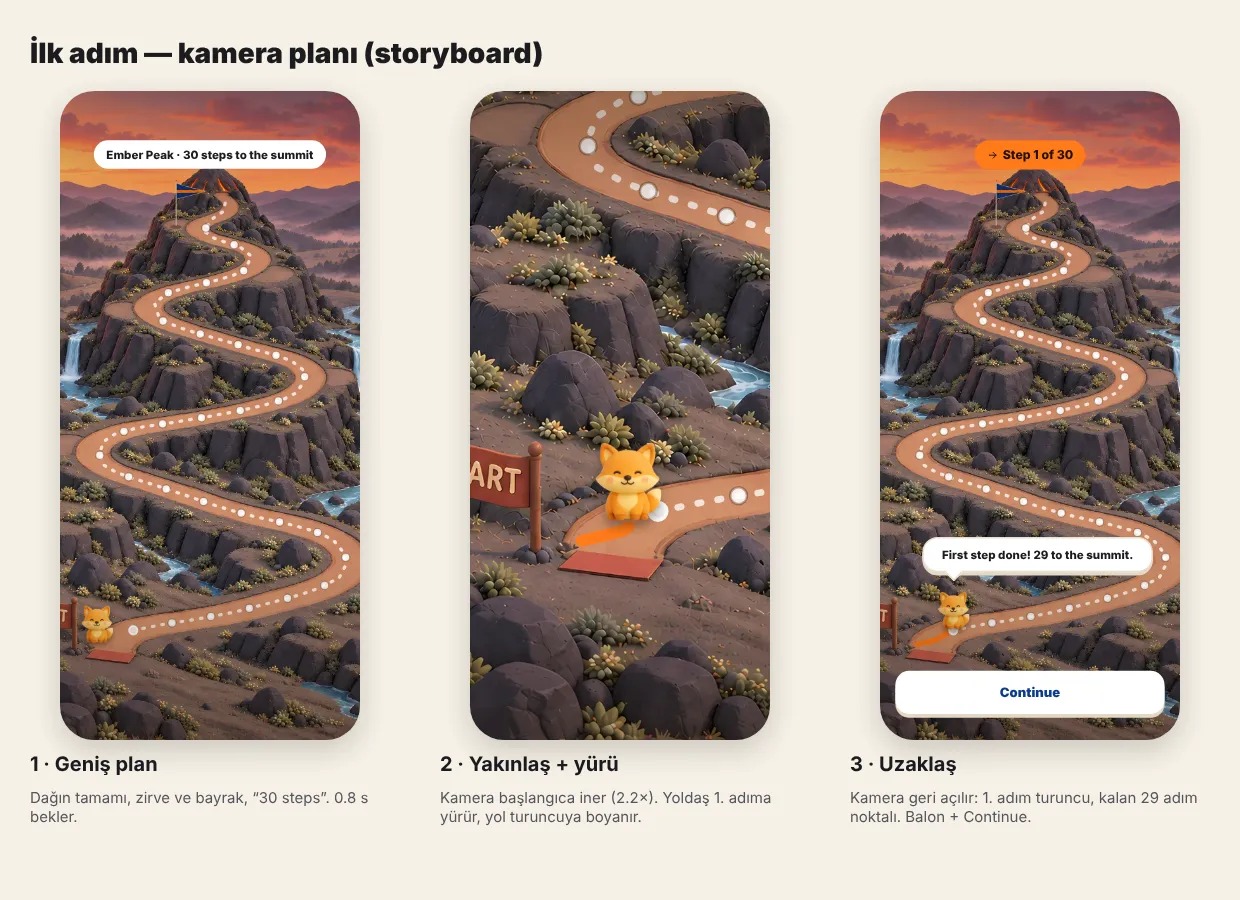 İlk adım — kamera planı (storyboard)
Ember Peak · 30 steps to the summit
T
1 · Geniş plan
Dağın tamamı, zirve ve bayrak, “30 steps”. 0.8 s
bekler.
ART
2 · Yakınlaş + yürü
Kamera başlangıca iner (2.2×). Yoldaş 1. adıma
yürür, yol turuncuya boyanır.
→ Step 1 of 30
First step done! 29 to the summit.
T
Continue
3 · Uzaklaş
Kamera geri açılır: 1. adım turuncu, kalan 29 adım
noktalı. Balon + Continue.